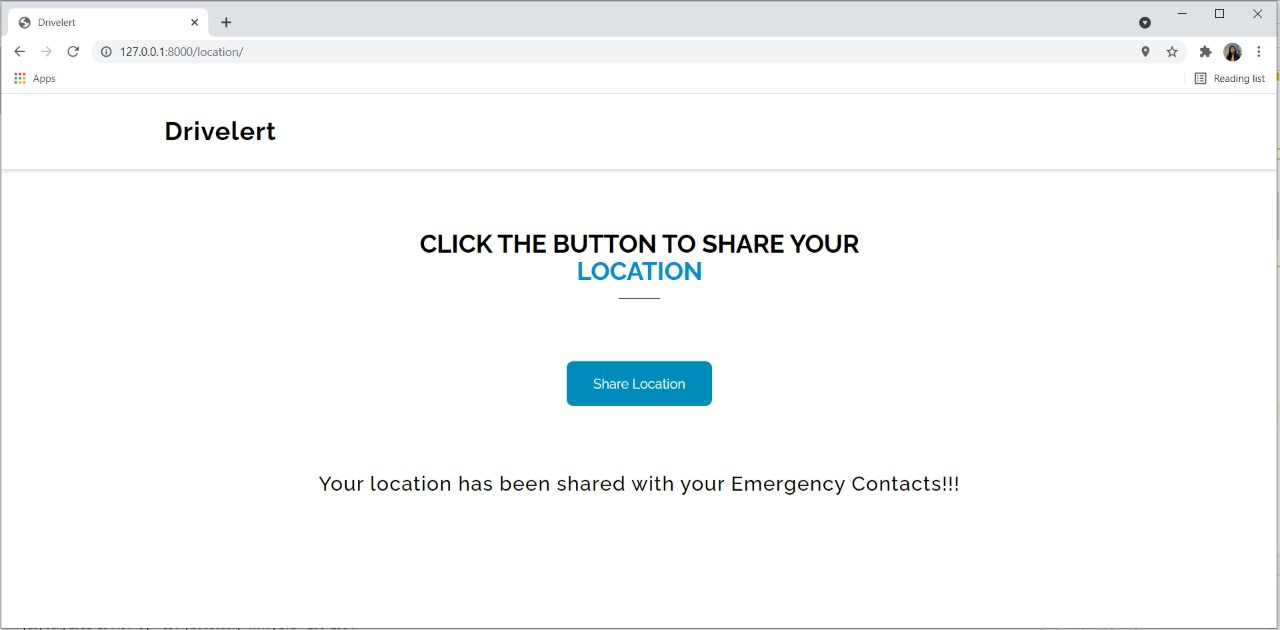 Drivelert
127.0.0.1:8000/location/
Apps
Reading list
Drivelert
CLICK THE BUTTON TO SHARE YOUR
LOCATION
Share Location
Your location has been shared with your Emergency Contacts!!!